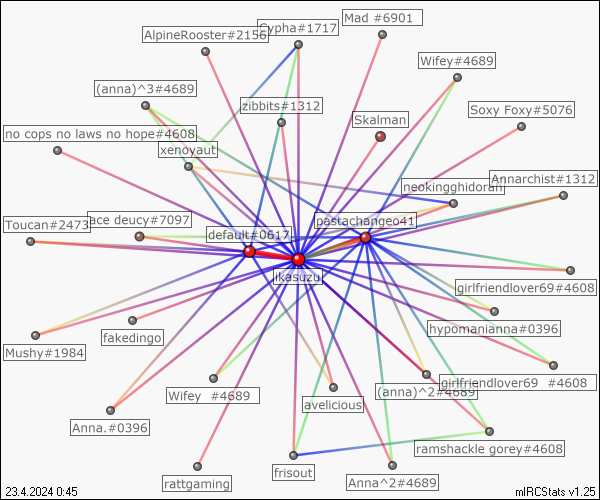 Mad #6901
AlpineRooster#2156
Cypha#1717
Wifey#4689
(anna)^3#4689
zibbits#1312
Soxy Foxy#5076
Skalman
no cops no laws no hope#4608
xenoyaut
Annarchist#1312
neokingghidorah
ace deucy#7097
pastachange041
Toucan#2473
default#0617
jikasuzu
girlfriendlover69#4608
hypomanianna#0396
fakedingo
Mushy#1984
girlfriendlover69 #4608
(anna)^2#4689
Wifey #4689
avelicious
Anna.#0396
ramshackle gorey#4608
frisout
Anna^2#4689
rattgaming
23.4.2024 0:45
mIRCStats v1.25